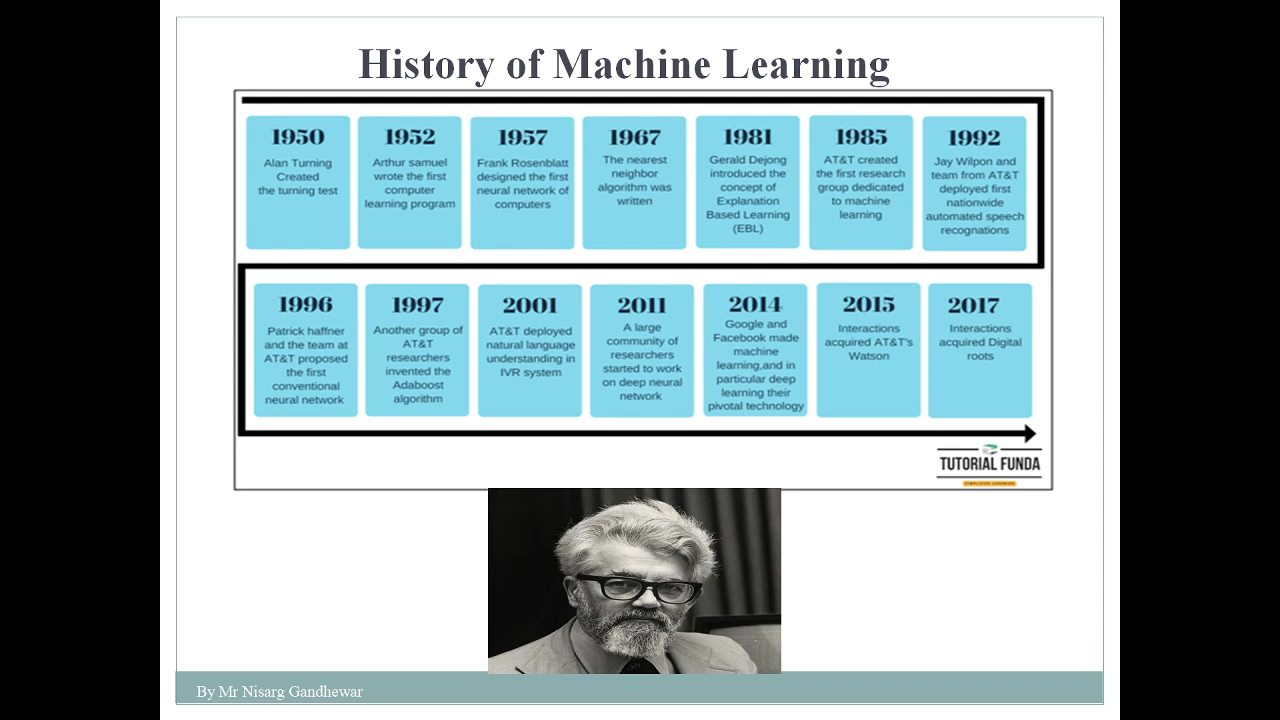 History of Machine Learning
1950
Alan Turning
Created
the turning test
1952
Arthur samuel
wrote the first
computer
learning program
1957
Frank Rosenblatt
designed the first
neural network of
computers
1967
The nearest
neighbor
algorithm was
written
1981
Gerald Dejong
introduced the
concept of
Explanation
Based Learning
(EBL)
1985
AT&T created
the first research
group dedicated
to machine
learning
1992
Jay Wilpon and
team from AT&T
deployed first
nationwide
automated speech
recognations
1996
Patrick haffner
and the team at
AT&T proposed
the first
conventional
neural network
1997
Another group of
AT&T
researchers
invented the
Adaboost
algorithm
2001
AT&T deployed
natural language
understanding in
IVR system
2011
A large
community of
researchers
started to work
on deep neural
network
2014
Google and
Facebook made
machine
learning,and in
particular deep
learning their
pivotal technology
2015
Interactions
acquired AT&T's
Watson
2017
Interactions
acquired Digital
roots
TUTORIAL FUNDA
SIMPLIFIED LEARNING
By Mr Nisarg Gandhewar